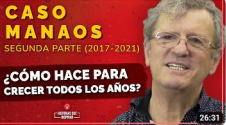 CASO
MANAOS
SEGUNDA PARTE (2017-2021)
¿CÓMO HACE PARA
CRECER TODOS LOS AÑOS?
26:31